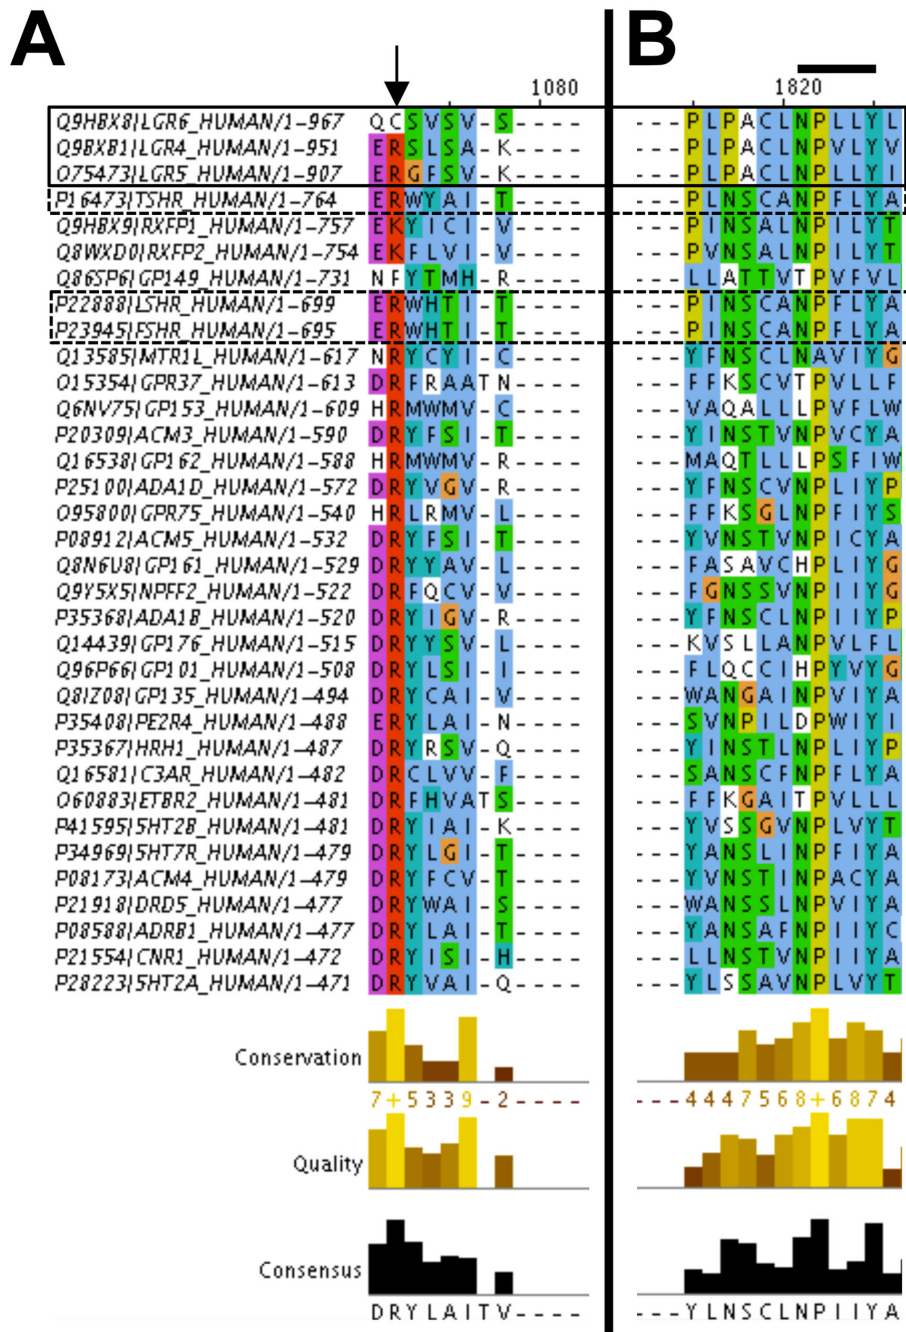 A B
1080 1820
Q9HBX8|LGR6_HUMAN/1-967 QCSVSV-S---- ---PLPACLNPLLYL
Q9BXB1|LGR4_HUMAN/1-951 ERSLSA-K---- ---PLPACLNPVLYV
O75473|LGR5_HUMAN/1-907 ERGFSV-K---- ---PLPACLNPLLYI
P16473|TSHR_HUMAN/1-764 ERWYAI-T---- ---PLNSCANPFLYA
Q9HBX9|RXFP1_HUMAN/1-757 EKYICI-V---- ---PINSALNPILYT
Q8WXD0|RXFP2_HUMAN/1-754 EKFLVI-V---- ---PVNSALNPILYT
Q86SP6|GP149_HUMAN/1-731 NFYTMH-R---- ---LLATTVTPVFVL
P22888|LSHR_HUMAN/1-699 ERWHTI-T---- ---PINSCANPFLYA
P23945|FSHR_HUMAN/1-695 ERWHTI-T---- ---PINSCANPFLYA
Q13585|MTR1L_HUMAN/1-617 NRYCYI-C---- ---YFNSCLNAVIYG
O15354|GPR37_HUMAN/1-613 DRFRAATN---- ---FFKSCVTPVLLF
Q6NV75|GP153_HUMAN/1-609 HRMWMV-C---- ---VAQALLLPVFLW
P20309|ACM3_HUMAN/1-590 DRYFSI-T---- ---YINSTVNPVCYA
Q16538|GP162_HUMAN/1-588 HRMWMV-R---- ---MAQTLLLPSFIW
P25100|ADA1D_HUMAN/1-572 DRYVGV-R---- ---YFNSCVNPLIYP
O95800|GPR75_HUMAN/1-540 HRLRMV-L---- ---FFKSGLNPFIYS
P08912|ACM5_HUMAN/1-532 DRYFSI-T---- ---YVNSTVNPICYA
Q8N6U8|GP161_HUMAN/1-529 DRYYAV-L---- ---FASAVCHPLIYG
Q9Y5X5|NPFF2_HUMAN/1-522 DRFQCV-V---- ---FGNSSVNPIIYG
P35368|ADA1B_HUMAN/1-520 DRYIGV-R---- ---YFNSCLNPIIYP
Q14439|GP176_HUMAN/1-515 DRYYSV-L---- ---KVSLLANPVLFL
Q96P66|GP101_HUMAN/1-508 DRYLSI-I---- ---FLQCCIHPYVYG
Q8IZ08|GP135_HUMAN/1-494 DRYCAI-V---- ---WANGAINPVIYA
P35408|PE2R4_HUMAN/1-488 ERYLAI-N---- ---SVNPILDPWIYI
P35367|HRH1_HUMAN/1-487 DRYRSV-Q---- ---YINSTLNPLIYP
Q16581|C3AR_HUMAN/1-482 DRCLVV-F---- ---SANSCFNPFLYA
O60883|ETBR2_HUMAN/1-481 DRFHVATS---- ---FFKGAITPVLLL
P41595|5HT2B_HUMAN/1-481 DRYIAI-K---- ---YVSSGVNPLVYT
P34969|5HT7R_HUMAN/1-479 DRYLGI-T---- ---YANSLINPFIYA
P08173|ACM4_HUMAN/1-479 DRYFCV-T---- ---YVNSTINPACYA
P21918|DRD5_HUMAN/1-477 DRYWAI-S---- ---WANSSLNPVIYA
P08588|ADRB1_HUMAN/1-477 DRYLAI-T---- ---YANSAFNPIIYC
P21554|CNR1_HUMAN/1-472 DRYISI-H---- ---LLNSTVNPIIYA
P28223|5HT2A_HUMAN/1-471 DRYVAI-Q---- ---YLSSAVNPLVYT
Conservation
7+5339-2---- ---4447568+6874
Quality
Consensus
DRYLAITV---- ---YLNSCLNPIIYA